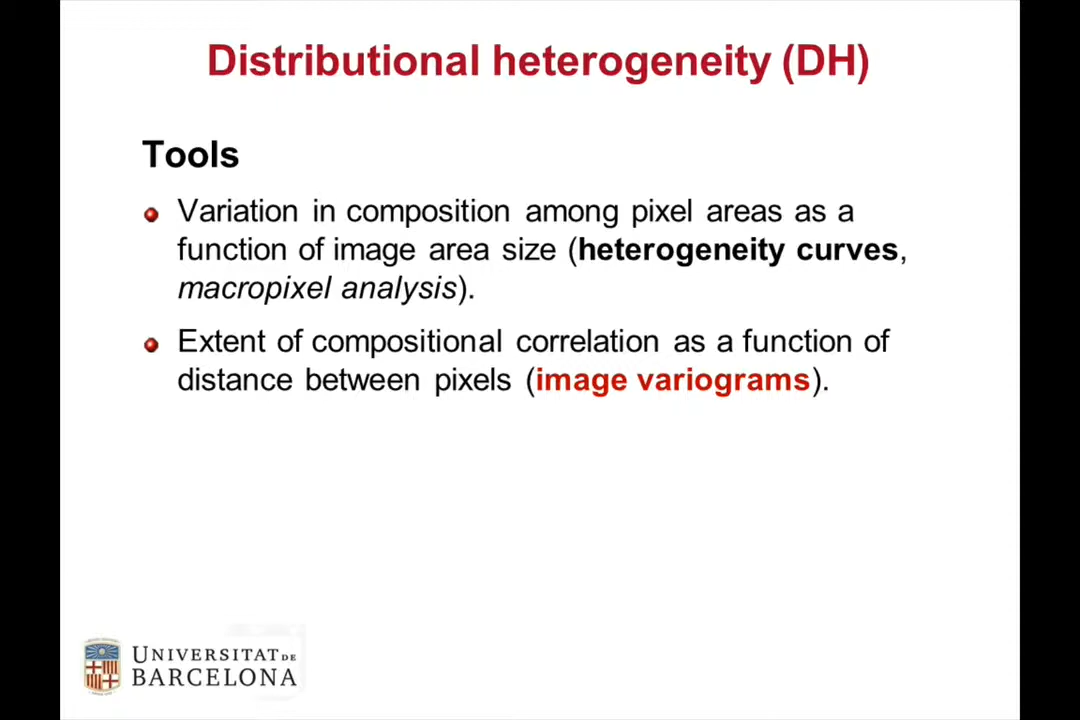 Distributional heterogeneity (DH)
Tools
Variation in composition among pixel areas as a
function of image area size (heterogeneity curves,
macropixel analysis).
Extent of compositional correlation as a function of
distance between pixels (image variograms).
UNIVERSITAT DE
BARCELONA